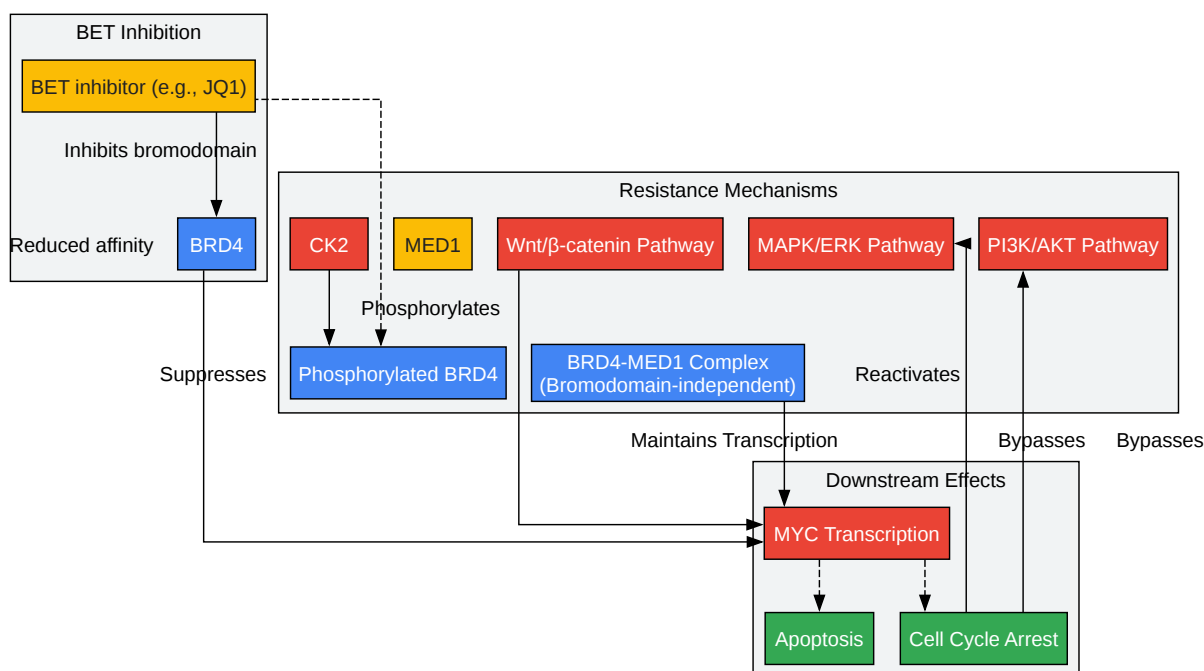 BET Inhibition
BET inhibitor (e.g., JQ1)
Inhibits bromodomain
Reduced affinity
BRD4
Resistance Mechanisms
CK2
MED1
Wnt/β-catenin Pathway
MAPK/ERK Pathway
PI3K/AKT Pathway
Phosphorylates
Suppresses
Phosphorylated BRD4
BRD4-MED1 Complex
(Bromodomain-independent)
Reactivates
Maintains Transcription
Bypasses
Bypasses
Downstream Effects
MYC Transcription
Apoptosis
Cell Cycle Arrest